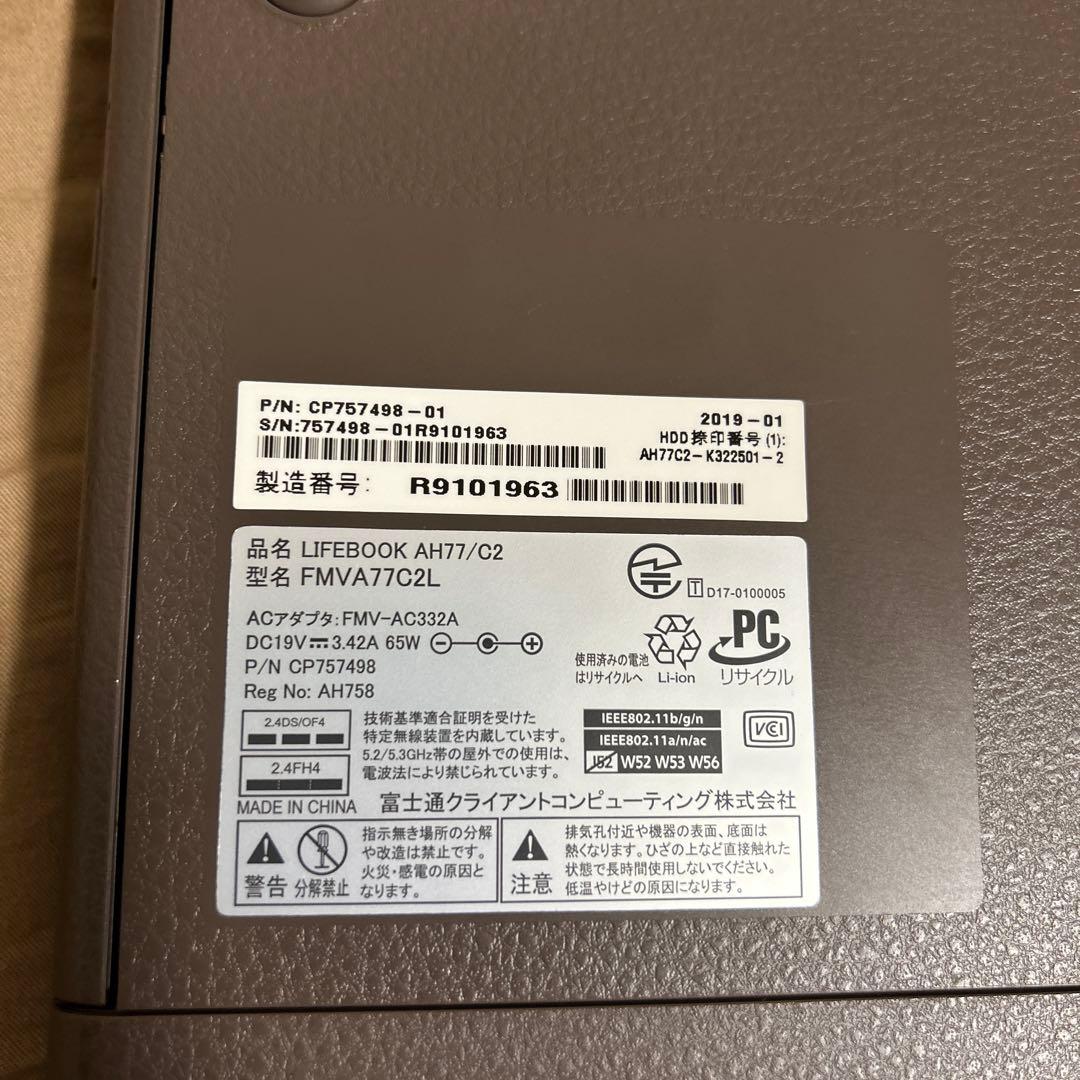 P/N: CP757498-01
2019-01
S/N:757498-01R9101963
HDD捺印番号(1):
AH77C2-K322501-2
製造番号: R9101963
品名 LIFEBOOK AH77/C2
型名 FMVA77C2L
T D17-0100005
ACアダプタ:FMV-AC332A
DC19V 3.42A 65W
P/N CP757498
Reg No: AH758
使用済みの電池
はリサイクルへ
Li-ion
PC
リサイクル
2.4DS/OF4
2.4FH4
技術基準適合証明を受けた
特定無線装置を内蔵しています。
5.2/5.3GHz帯の屋外での使用は、
電波法により禁じられています。
IEEE802.11b/g/n
IEEE802.11a/n/ac
J52 W52 W53 W56
VCCI
MADE IN CHINA
富士通クライアントコンピューティング株式会社
警告
分解禁止
指示無き場所の分解
や改造は禁止です。
火災・感電の原因と
なります。
注意
排気孔付近や機器の表面、底面は
熱くなります。ひざの上など直接触れた
状態で長時間使用しないでください。
低温やけどの原因になります。